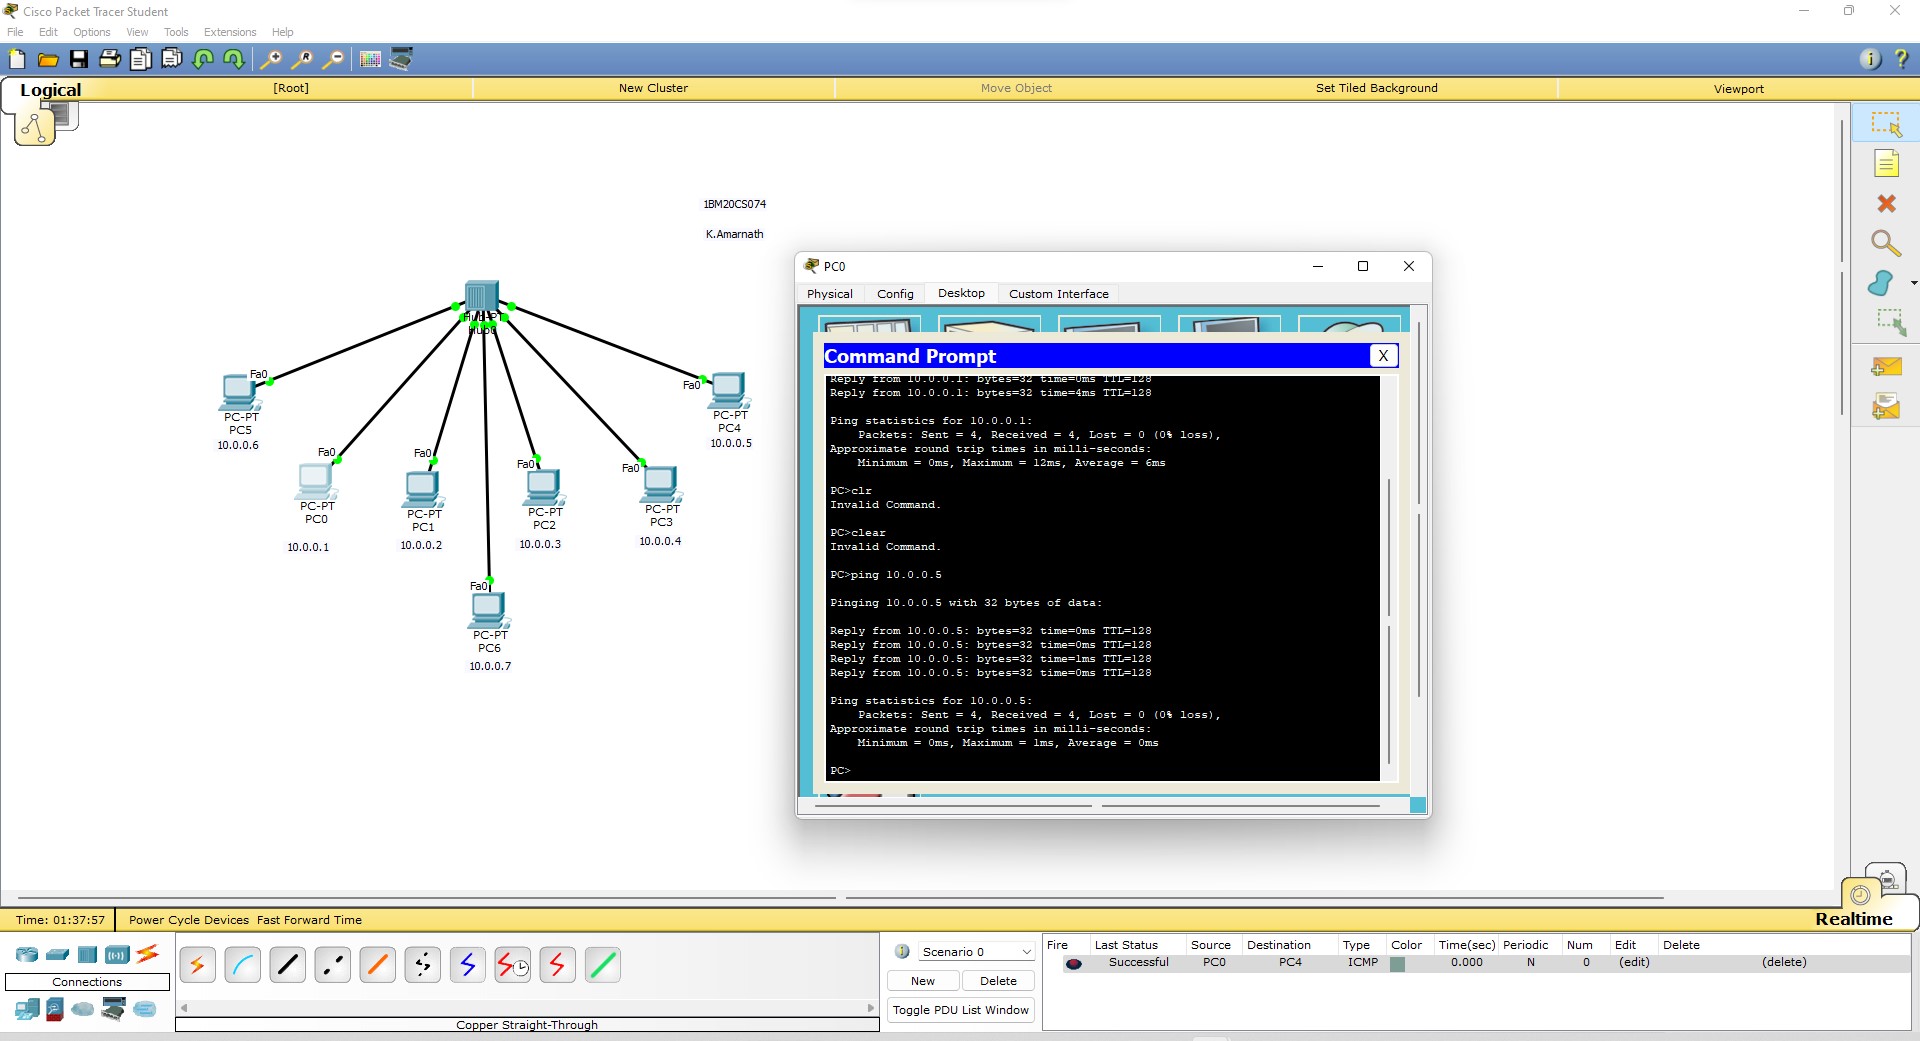 Cisco Packet Tracer Student
File Edit Options View Tools Extensions Help
Logical [Root] New Cluster Move Object Set Tiled Background Viewport
1BM20CS074
K.Amarnath
Hub-PT
Hub0
Fa0
PC-PT
PC5
10.0.0.6
Fa0
PC-PT
PC4
10.0.0.5
Fa0
PC-PT
PC0
10.0.0.1
Fa0
PC-PT
PC1
10.0.0.2
Fa0
PC-PT
PC2
10.0.0.3
Fa0
PC-PT
PC3
10.0.0.4
Fa0
PC-PT
PC6
10.0.0.7
PC0
Physical Config Desktop Custom Interface
Command Prompt X
Reply from 10.0.0.1: bytes=32 time=0ms TTL=128
Reply from 10.0.0.1: bytes=32 time=4ms TTL=128
Ping statistics for 10.0.0.1:
Packets: Sent = 4, Received = 4, Lost = 0 (0% loss),
Approximate round trip times in milli-seconds:
Minimum = 0ms, Maximum = 12ms, Average = 6ms
PC>clr
Invalid Command.
PC>clear
Invalid Command.
PC>ping 10.0.0.5
Pinging 10.0.0.5 with 32 bytes of data:
Reply from 10.0.0.5: bytes=32 time=0ms TTL=128
Reply from 10.0.0.5: bytes=32 time=0ms TTL=128
Reply from 10.0.0.5: bytes=32 time=1ms TTL=128
Reply from 10.0.0.5: bytes=32 time=0ms TTL=128
Ping statistics for 10.0.0.5:
Packets: Sent = 4, Received = 4, Lost = 0 (0% loss),
Approximate round trip times in milli-seconds:
Minimum = 0ms, Maximum = 1ms, Average = 0ms
PC>
Time: 01:37:57 Power Cycle Devices Fast Forward Time Realtime
Connections
Copper Straight-Through
Scenario 0
New Delete
Toggle PDU List Window
Fire Last Status Source Destination Type Color Time(sec) Periodic Num Edit Delete
Successful PC0 PC4 ICMP 0.000 N 0 (edit) (delete)